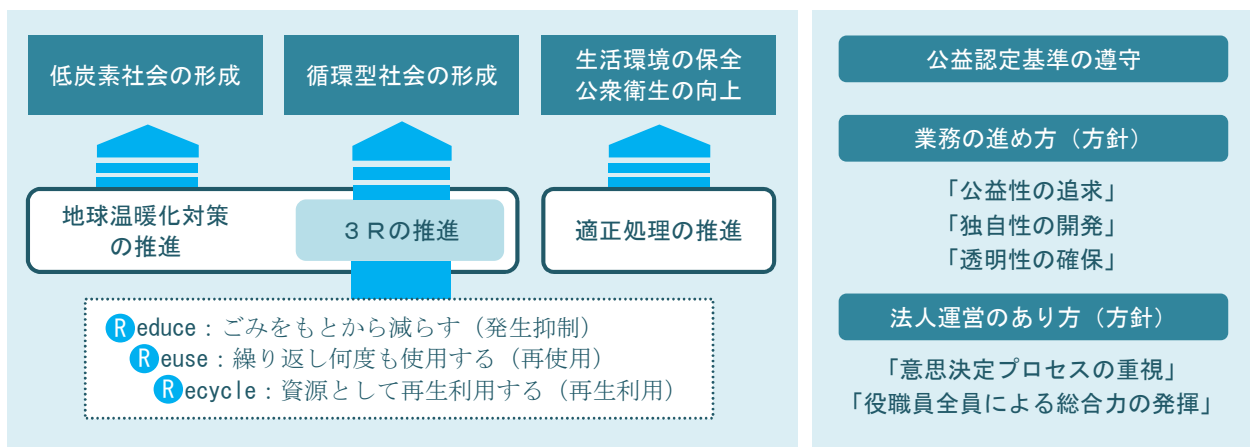 低炭素社会の形成
循環型社会の形成
生活環境の保全
公衆衛生の向上
地球温暖化対策
の推進
３Ｒの推進
適正処理の推進
Reduce：ごみをもとから減らす（発生抑制）
Reuse：繰り返し何度も使用する（再使用）
Recycle：資源として再生利用する（再生利用）
公益認定基準の遵守
業務の進め方（方針）
「公益性の追求」
「独自性の開発」
「透明性の確保」
法人運営のあり方（方針）
「意思決定プロセスの重視」
「役職員全員による総合力の発揮」